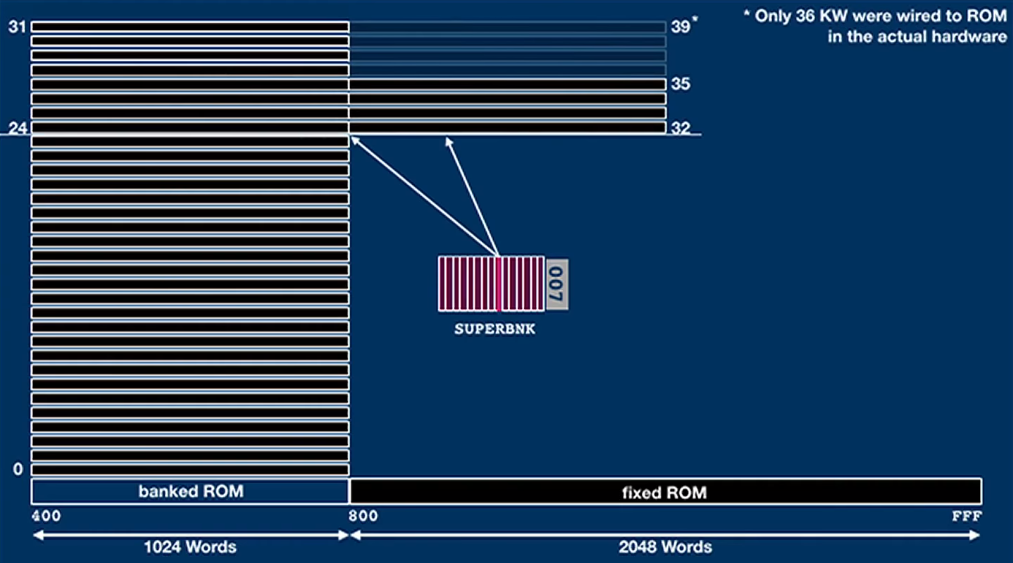 * Only 36 KW were wired to ROM
in the actual hardware
31
39*
35
24
32
007
SUPERBNK
0
banked ROM
fixed ROM
400
800
FFF
1024 Words
2048 Words